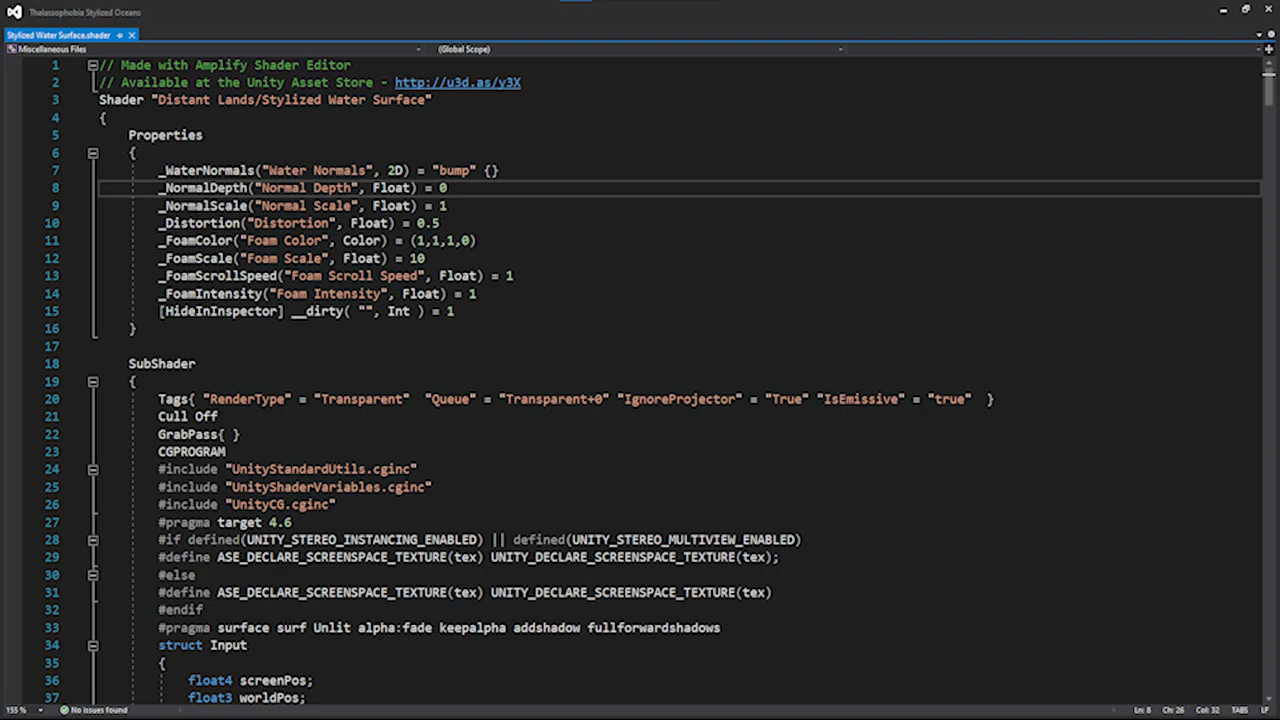 Thalassophobia Stylized Oceans
Stylized Water Surface.shader
Miscellaneous Files
(Global Scope)
1 // Made with Amplify Shader Editor
2 // Available at the Unity Asset Store - http://u3d.as/y3X
3 Shader "Distant Lands/Stylized Water Surface"
4 {
5 Properties
6 {
7 _WaterNormals("Water Normals", 2D) = "bump" {}
8 _NormalDepth("Normal Depth", Float) = 0
9 _NormalScale("Normal Scale", Float) = 1
10 _Distortion("Distortion", Float) = 0.5
11 _FoamColor("Foam Color", Color) = (1,1,1,0)
12 _FoamScale("Foam Scale", Float) = 10
13 _FoamScrollSpeed("Foam Scroll Speed", Float) = 1
14 _FoamIntensity("Foam Intensity", Float) = 1
15 [HideInInspector] __dirty( "", Int ) = 1
16 }
17
18 SubShader
19 {
20 Tags{ "RenderType" = "Transparent"  "Queue" = "Transparent+0" "IgnoreProjector" = "True" "IsEmissive" = "true"  }
21 Cull Off
22 GrabPass{ }
23 CGPROGRAM
24 #include "UnityStandardUtils.cginc"
25 #include "UnityShaderVariables.cginc"
26 #include "UnityCG.cginc"
27 #pragma target 4.6
28 #if defined(UNITY_STEREO_INSTANCING_ENABLED) || defined(UNITY_STEREO_MULTIVIEW_ENABLED)
29 #define ASE_DECLARE_SCREENSPACE_TEXTURE(tex) UNITY_DECLARE_SCREENSPACE_TEXTURE(tex);
30 #else
31 #define ASE_DECLARE_SCREENSPACE_TEXTURE(tex) UNITY_DECLARE_SCREENSPACE_TEXTURE(tex)
32 #endif
33 #pragma surface surf Unlit alpha:fade keepalpha addshadow fullforwardshadows
34 struct Input
35 {
36 float4 screenPos;
37 float3 worldPos;
155 % No issues found Ln: 8 Ch: 26 Col: 32 TABS LF